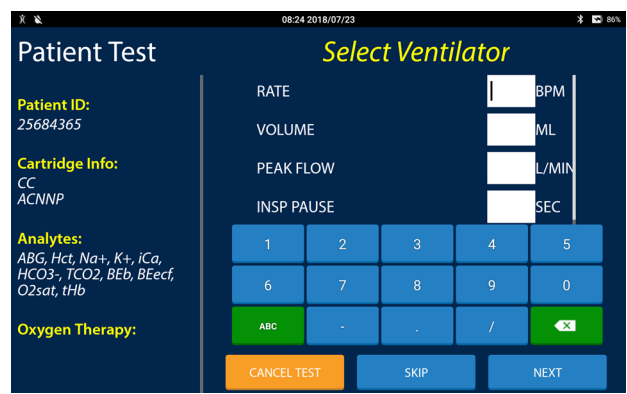 08:24 2018/07/23
86%
Patient Test
Select Ventilator
Patient ID:
25684365
Cartridge Info:
CC
ACNNP
Analytes:
ABG, Hct, Na+, K+, iCa,
HCO3-, TCO2, BEb, BEecf,
O2sat, tHb
Oxygen Therapy:
RATE BPM
VOLUME ML
PEAK FLOW L/MIN
INSP PAUSE SEC
1 2 3 4 5
6 7 8 9 0
ABC - . /
CANCEL TEST SKIP NEXT